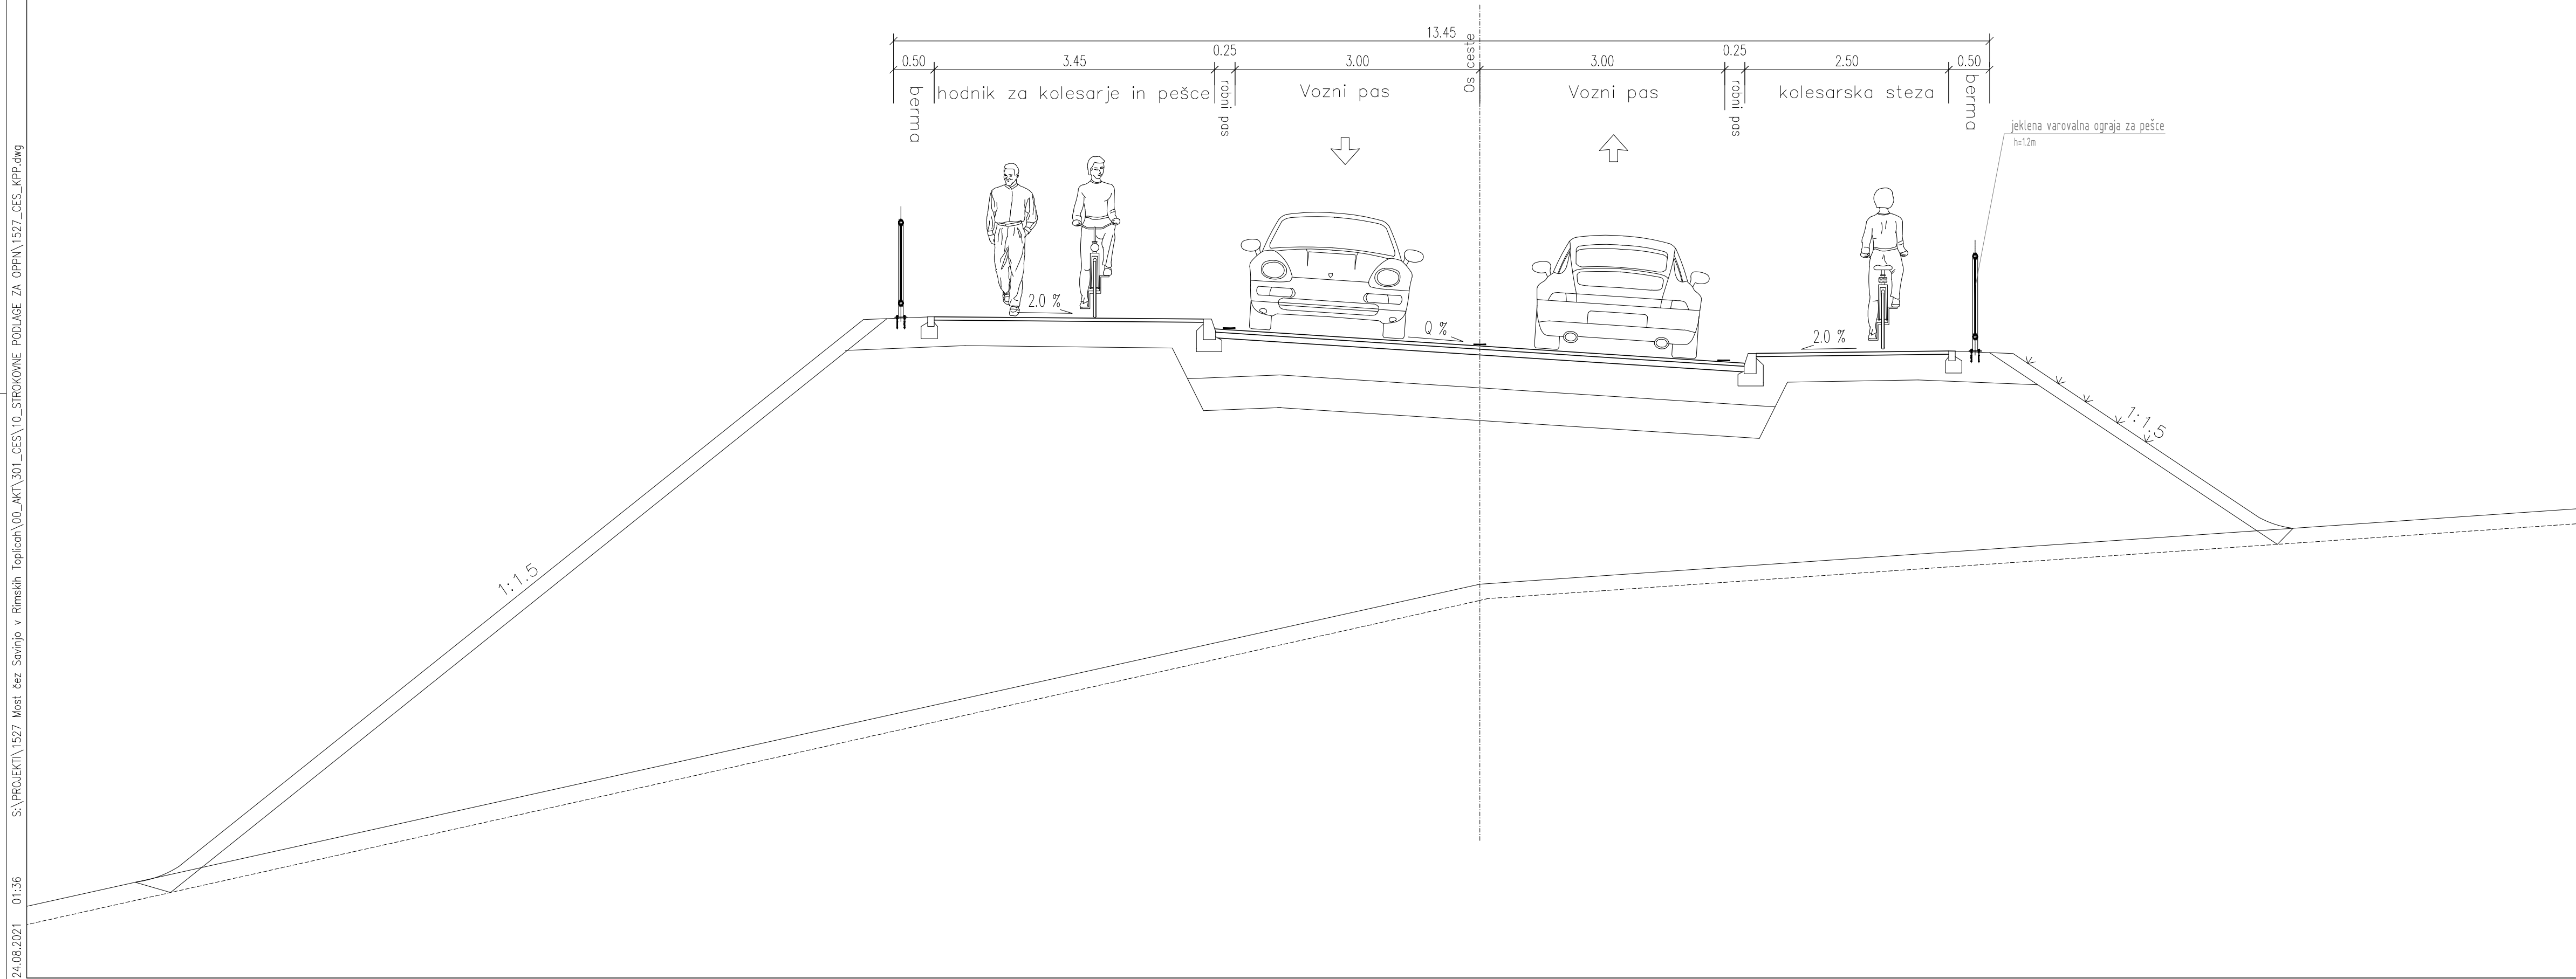 13.45
0.50
3.45
0.25
3.00
3.00
0.25
2.50
0.50
berma
hodnik za kolesarje in pešce
robni pas
Vozni pas
Os ceste
Vozni pas
robni pas
kolesarska steza
berma
jeklena varovalna ograja za pešce
h=1.2m
2.0 %
Q %
2.0 %
1:1.5
1:1.5
24.08.2021 01:36 S:\PROJEKTI\1527 Most čez Savinjo v Rimskih Toplicah\00_AKT\301_CES\10_STROKOVNE PODLAGE ZA OPPN\1527_CES_KPP.dwg